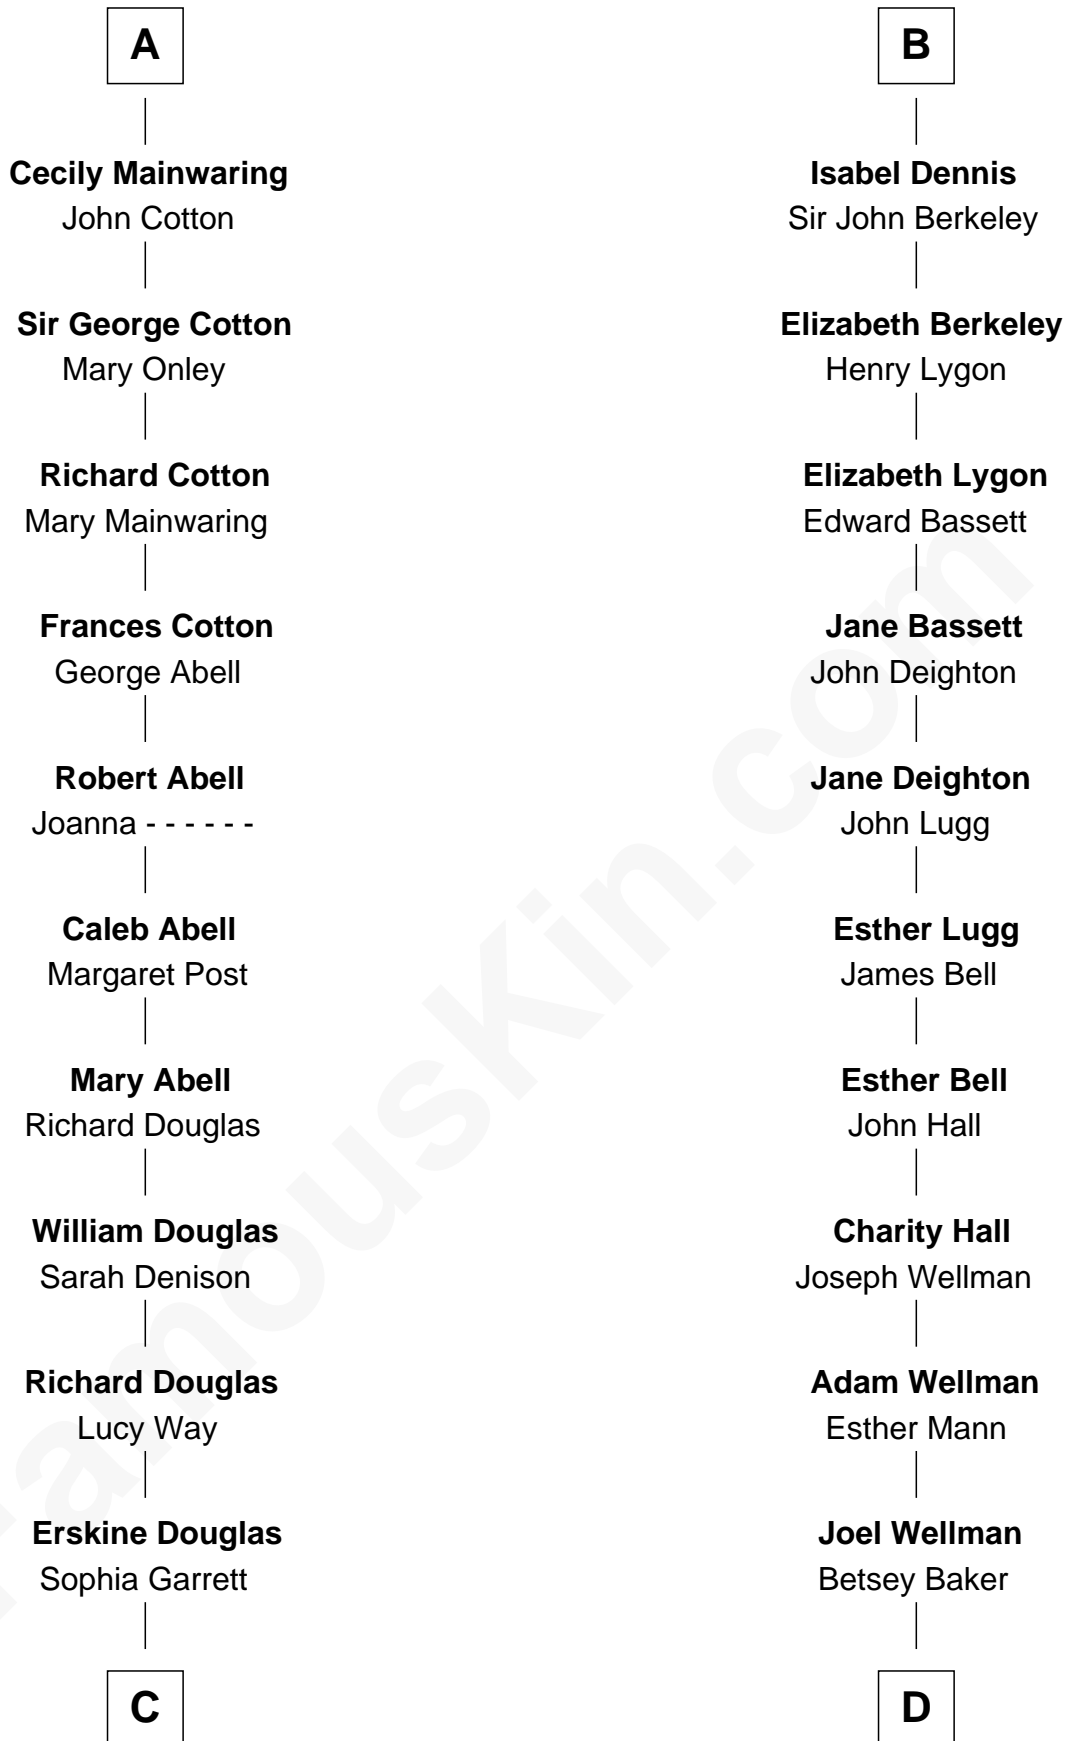 A
Cecily Mainwaring
John Cotton
Sir George Cotton
Mary Onley
Richard Cotton
Mary Mainwaring
Frances Cotton
George Abell
Robert Abell
Joanna - - - - - -
Caleb Abell
Margaret Post
Mary Abell
Richard Douglas
William Douglas
Sarah Denison
Richard Douglas
Lucy Way
Erskine Douglas
Sophia Garrett
C
B
Isabel Dennis
Sir John Berkeley
Elizabeth Berkeley
Henry Lygon
Elizabeth Lygon
Edward Bassett
Jane Bassett
John Deighton
Jane Deighton
John Lugg
Esther Lugg
James Bell
Esther Bell
John Hall
Charity Hall
Joseph Wellman
Adam Wellman
Esther Mann
Joel Wellman
Betsey Baker
D
FamousKin.com